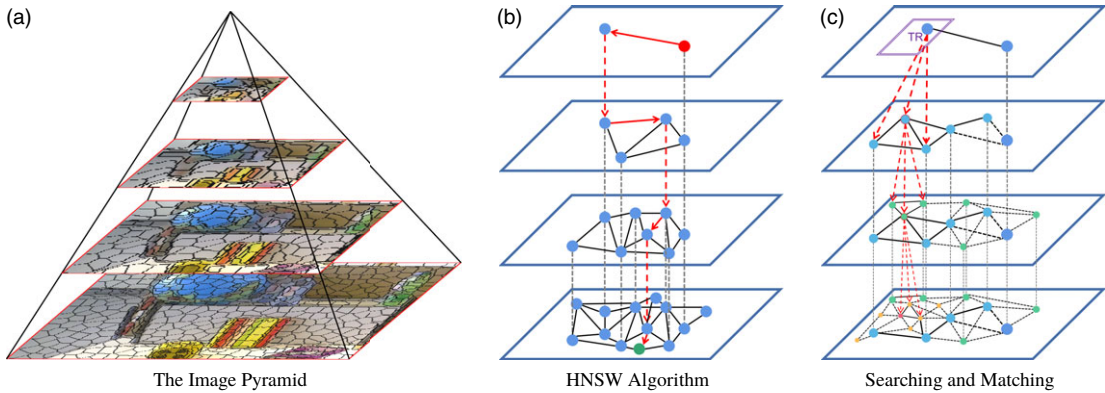 (a)
(b)
(c)
TR
The Image Pyramid
HNSW Algorithm
Searching and Matching